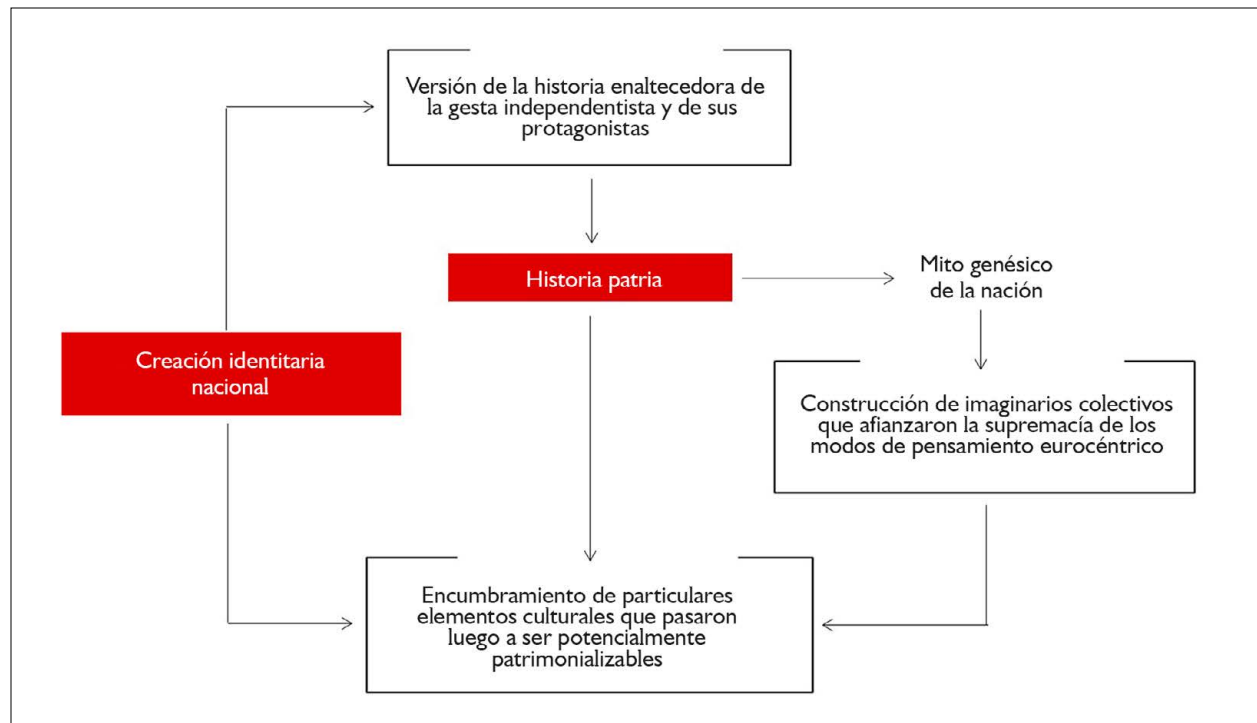 Versión de la historia enaltecedora de
la gesta independentista y de sus
protagonistas
Historia patria
Mito genésico
de la nación
Creación identitaria
nacional
Construcción de imaginarios colectivos
que afianzaron la supremacía de los
modos de pensamiento eurocéntrico
Encumbramiento de particulares
elementos culturales que pasaron
luego a ser potencialmente
patrimonializables